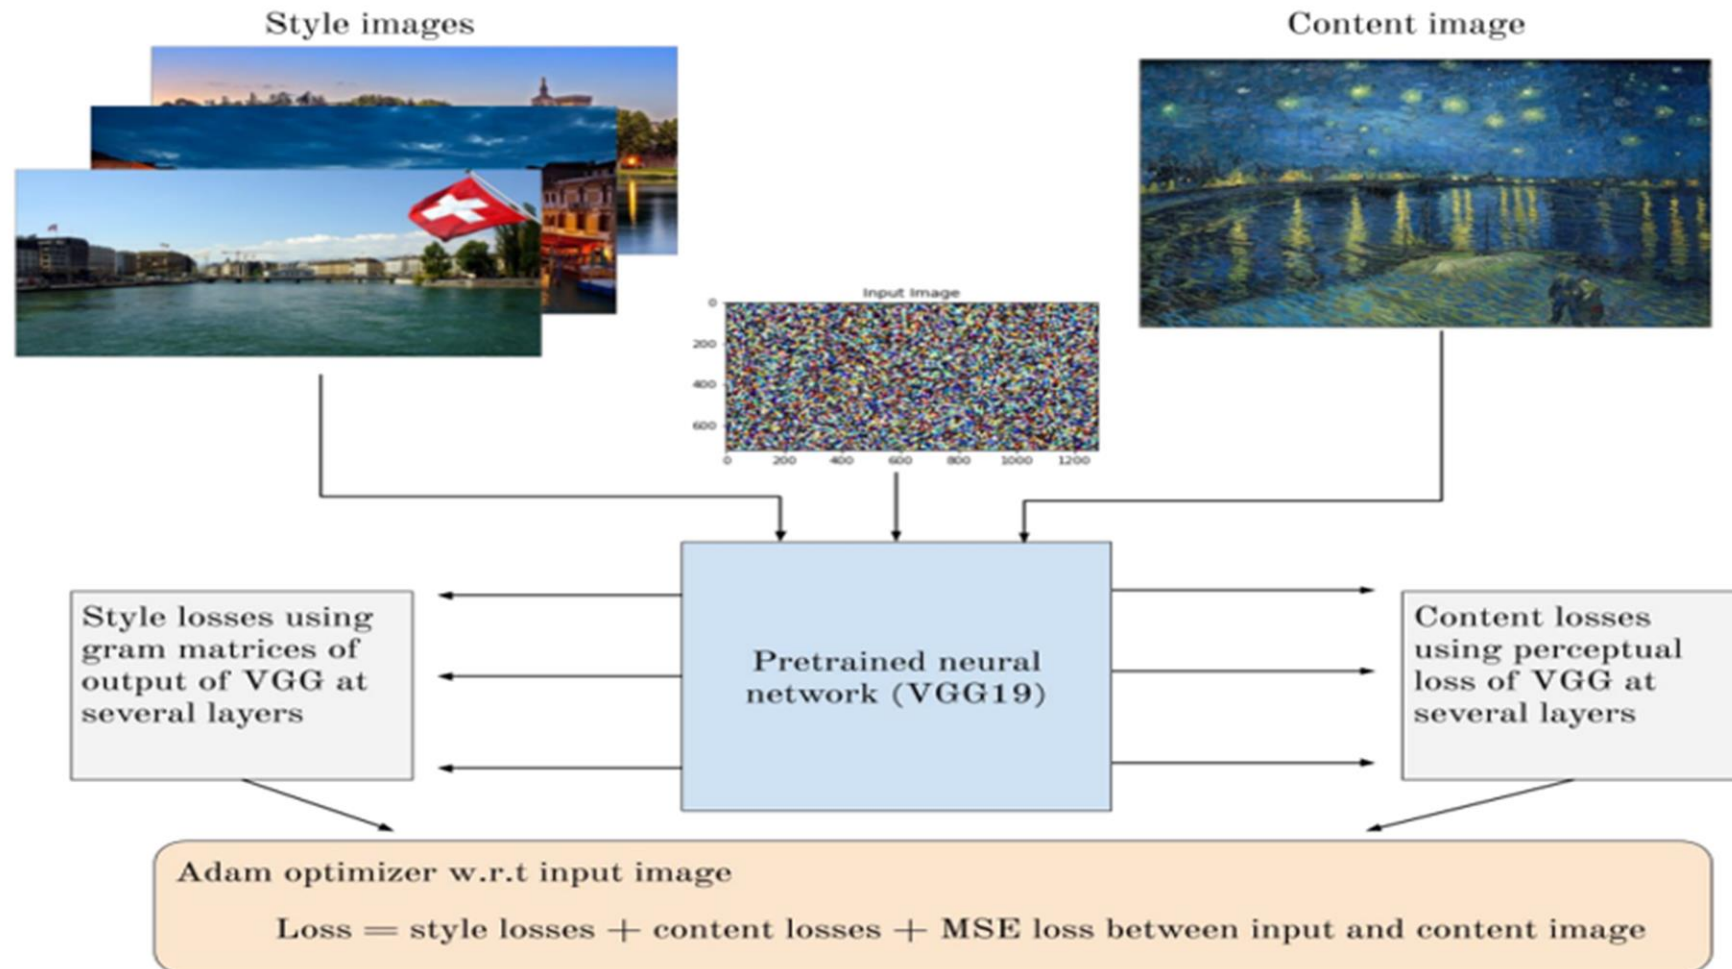 Style images
Content image
Input Image
0
200
400
600
0 200 400 600 800 1000 1200
Style losses using
gram matrices of
output of VGG at
several layers
Pretrained neural
network (VGG19)
Content losses
using perceptual
loss of VGG at
several layers
Adam optimizer w.r.t input image
Loss = style losses + content losses + MSE loss between input and content image